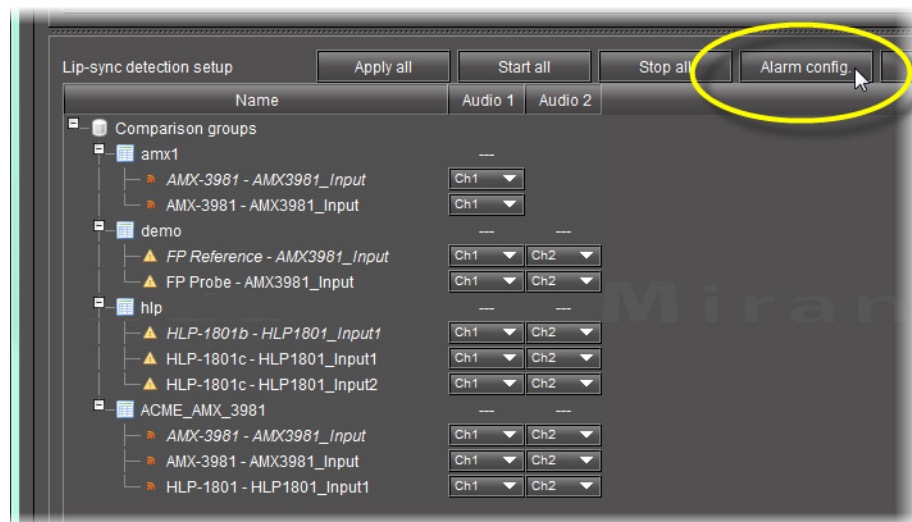 Lip-sync detection setup Apply all Start all Stop all Alarm config.
Name Audio 1 Audio 2
Comparison groups
amx1 ---
AMX-3981 - AMX3981_Input Ch1
AMX-3981 - AMX3981_Input Ch1
demo --- ---
FP Reference - AMX3981_Input Ch1 Ch2
FP Probe - AMX3981_Input Ch1 Ch2
hlp --- ---
HLP-1801b - HLP1801_Input1 Ch1 Ch2
HLP-1801c - HLP1801_Input1 Ch1 Ch2
HLP-1801c - HLP1801_Input2 Ch1 Ch2
ACME_AMX_3981 --- ---
AMX-3981 - AMX3981_Input Ch1 Ch2
AMX-3981 - AMX3981_Input Ch1 Ch2
HLP-1801 - HLP1801_Input1 Ch1 Ch2
Miran